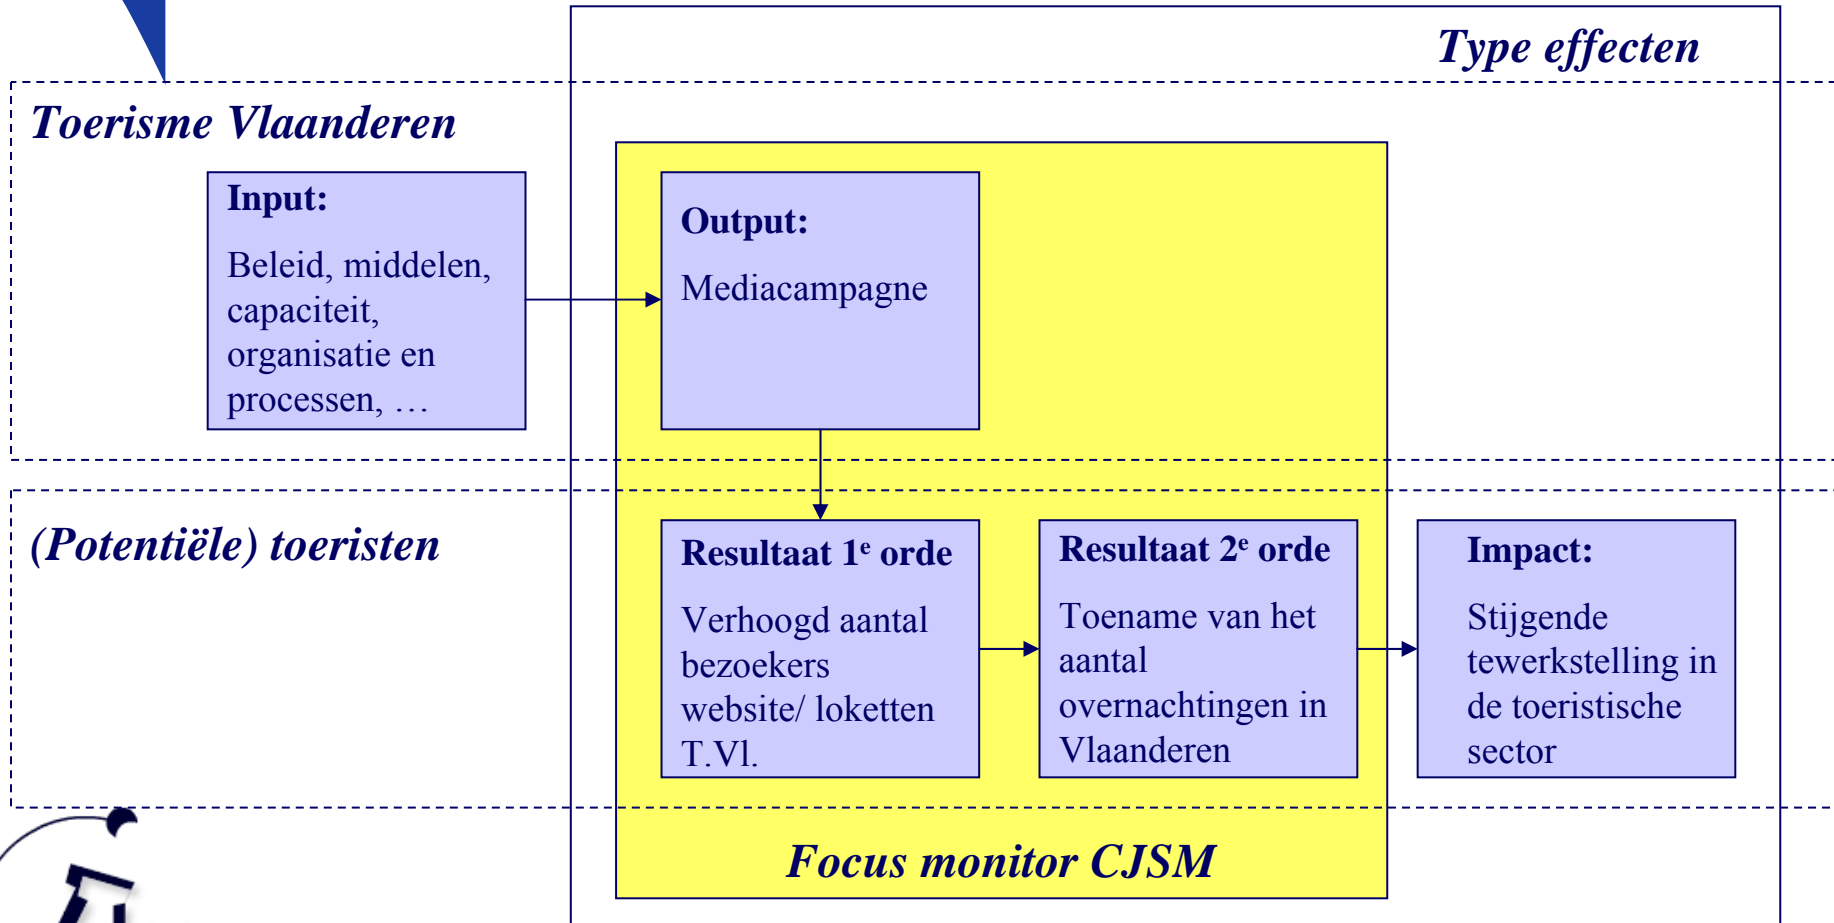 Type effecten
Toerisme Vlaanderen
Input:
Beleid, middelen,
capaciteit,
organisatie en
processen, …
Output:
Mediacampagne
(Potentiële) toeristen
Resultaat 1e orde
Verhoogd aantal
bezoekers
website/ loketten
T.Vl.
Resultaat 2e orde
Toename van het
aantal
overnachtingen in
Vlaanderen
Impact:
Stijgende
tewerkstelling in
de toeristische
sector
Focus monitor CJSM